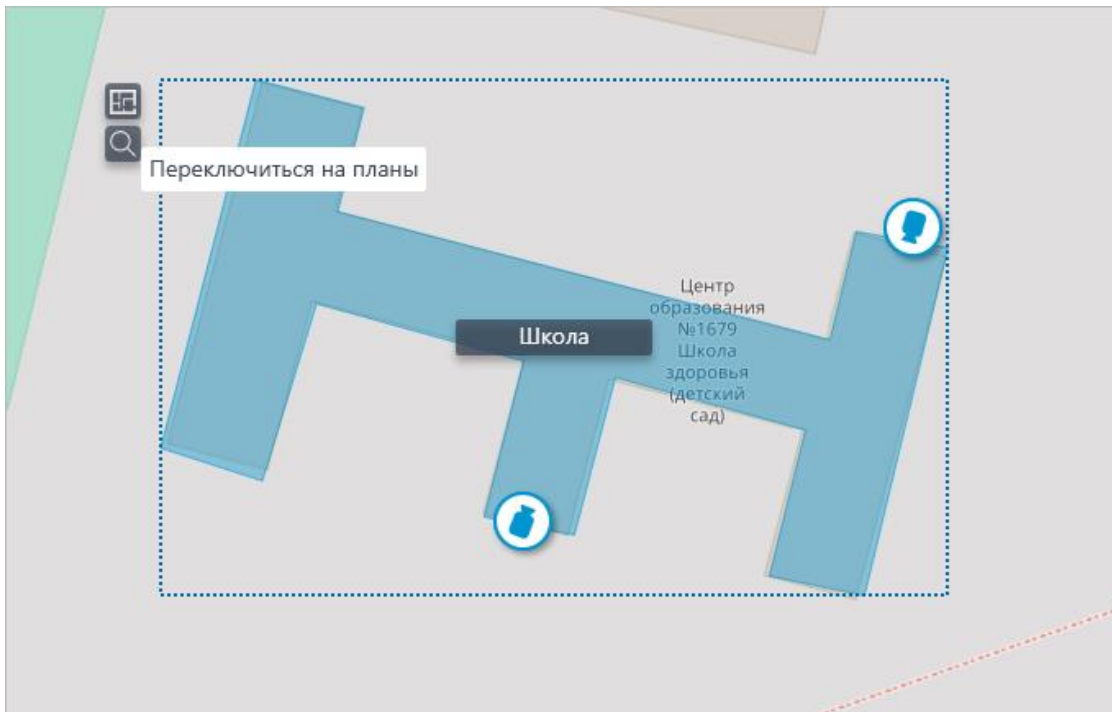 Переключиться на планы
Центр
образования
№1679
Школа
здоровья
(детский
сад)
Школа